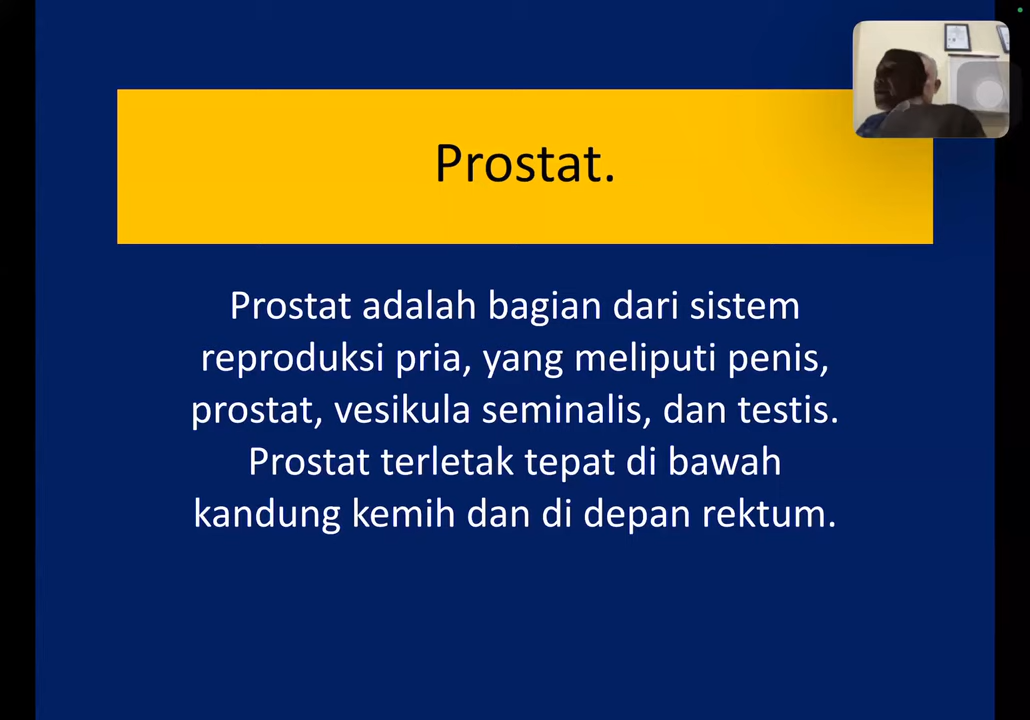 Prostat.
Prostat adalah bagian dari sistem
reproduksi pria, yang meliputi penis,
prostat, vesikula seminalis, dan testis.
Prostat terletak tepat di bawah
kandung kemih dan di depan rektum.